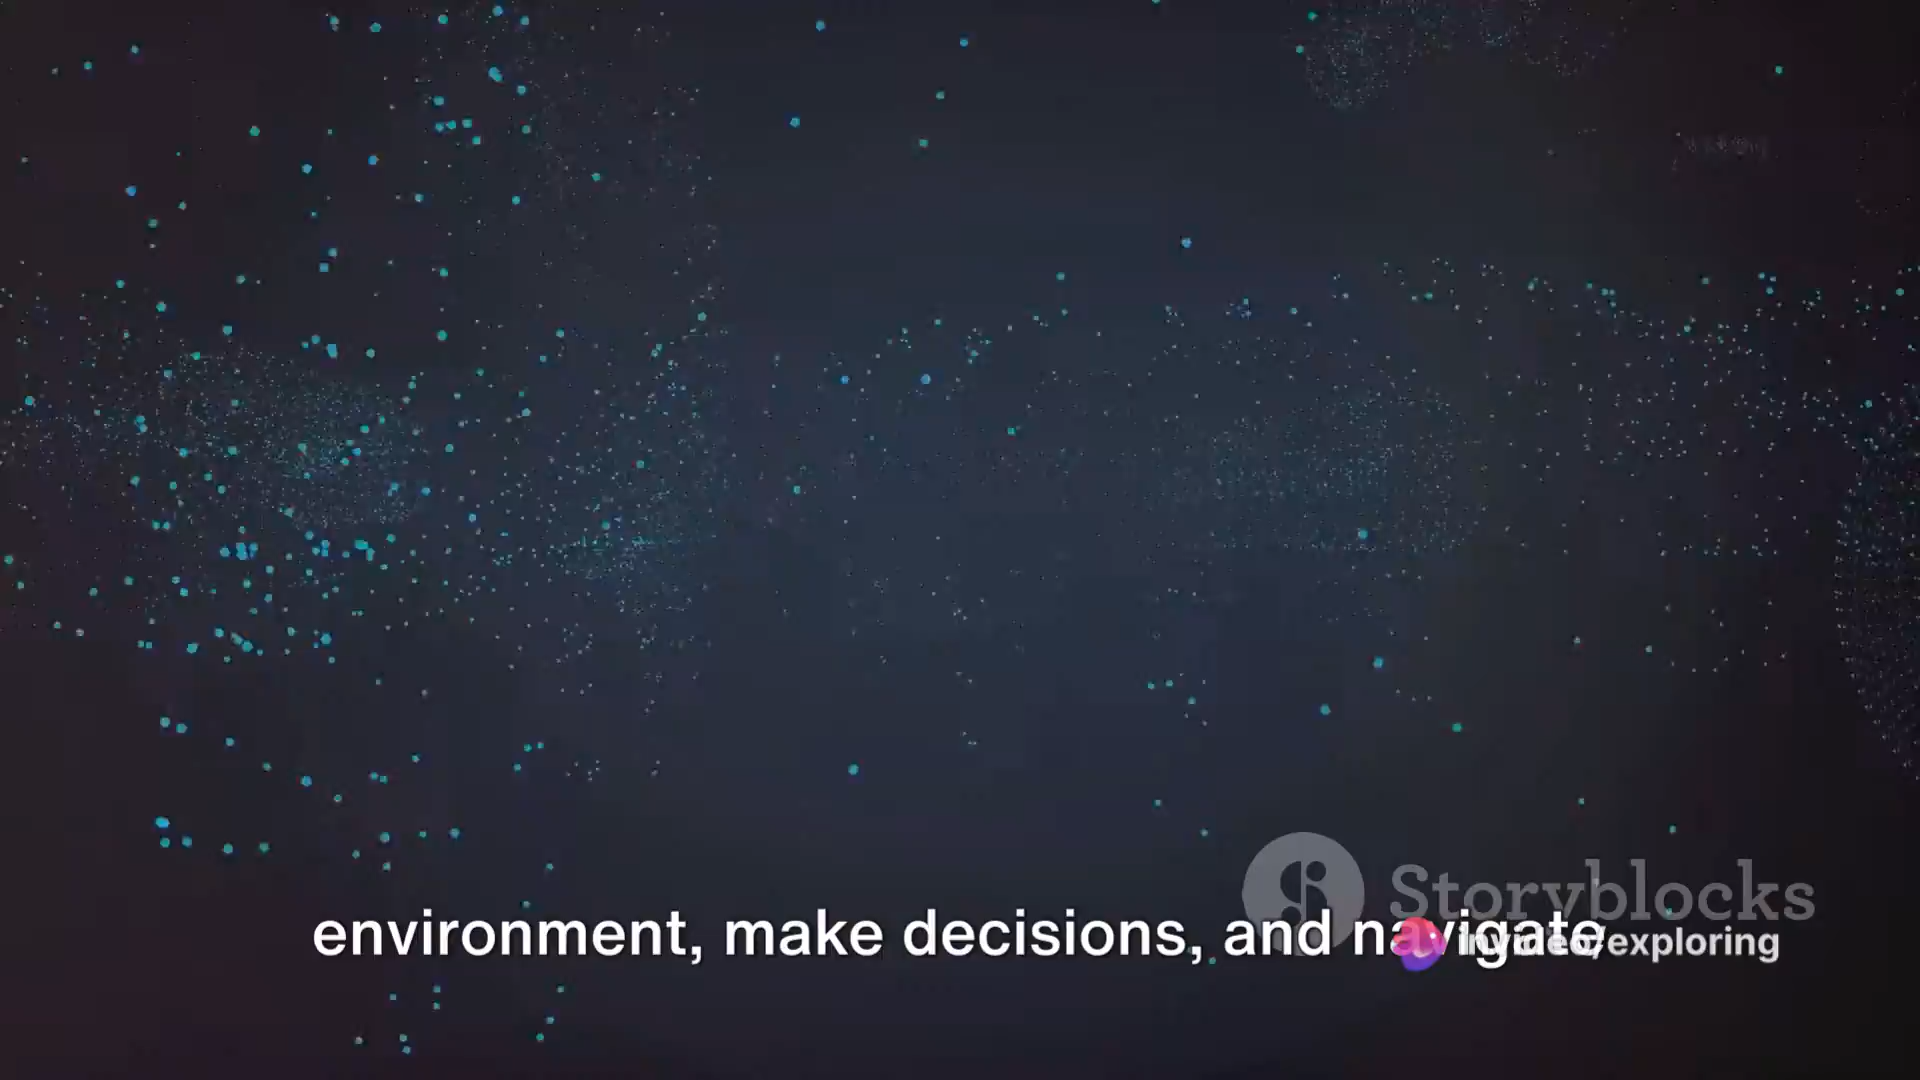 Storyblocks
environment, make decisions, and navigate
invideo/exploring